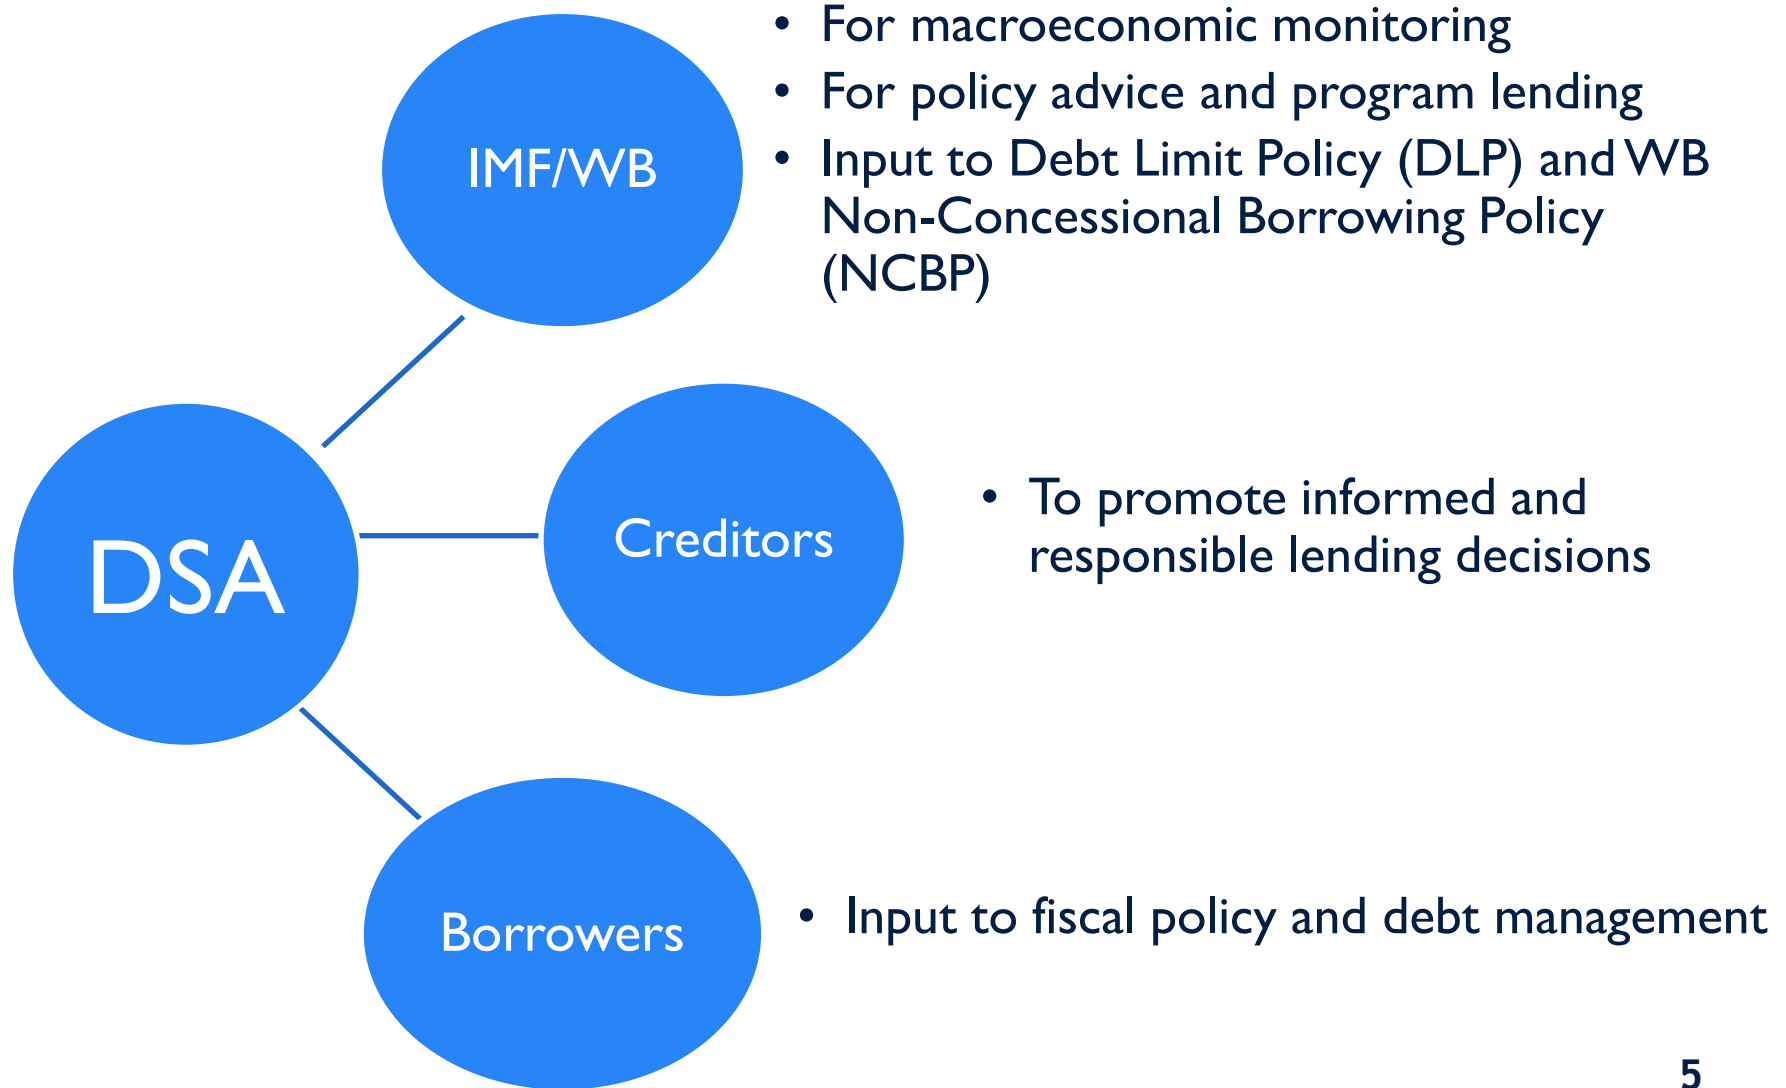 • For macroeconomic monitoring
• For policy advice and program lending
• Input to Debt Limit Policy (DLP) and WB
Non-Concessional Borrowing Policy
(NCBP)
IMF/WB
DSA
Creditors
• To promote informed and
responsible lending decisions
Borrowers
• Input to fiscal policy and debt management
5